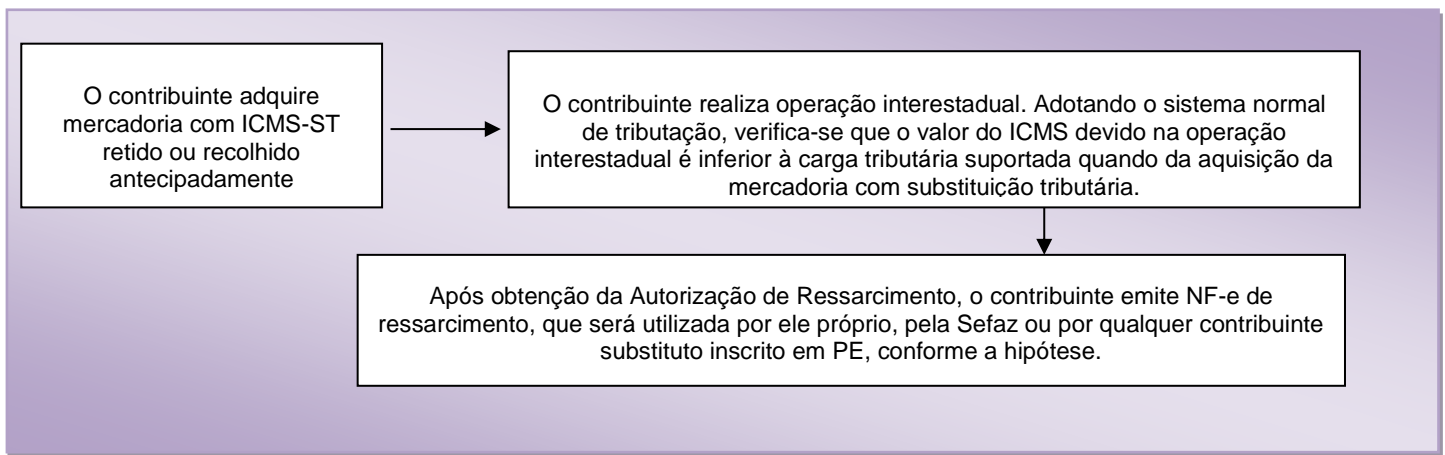 O contribuinte adquire
mercadoria com ICMS-ST
retido ou recolhido
antecipadamente
O contribuinte realiza operação interestadual. Adotando o sistema normal
de tributação, verifica-se que o valor do ICMS devido na operação
interestadual é inferior à carga tributária suportada quando da aquisição da
mercadoria com substituição tributária.
Após obtenção da Autorização de Ressarcimento, o contribuinte emite NF-e de
ressarcimento, que será utilizada por ele próprio, pela Sefaz ou por qualquer contribuinte
substituto inscrito em PE, conforme a hipótese.